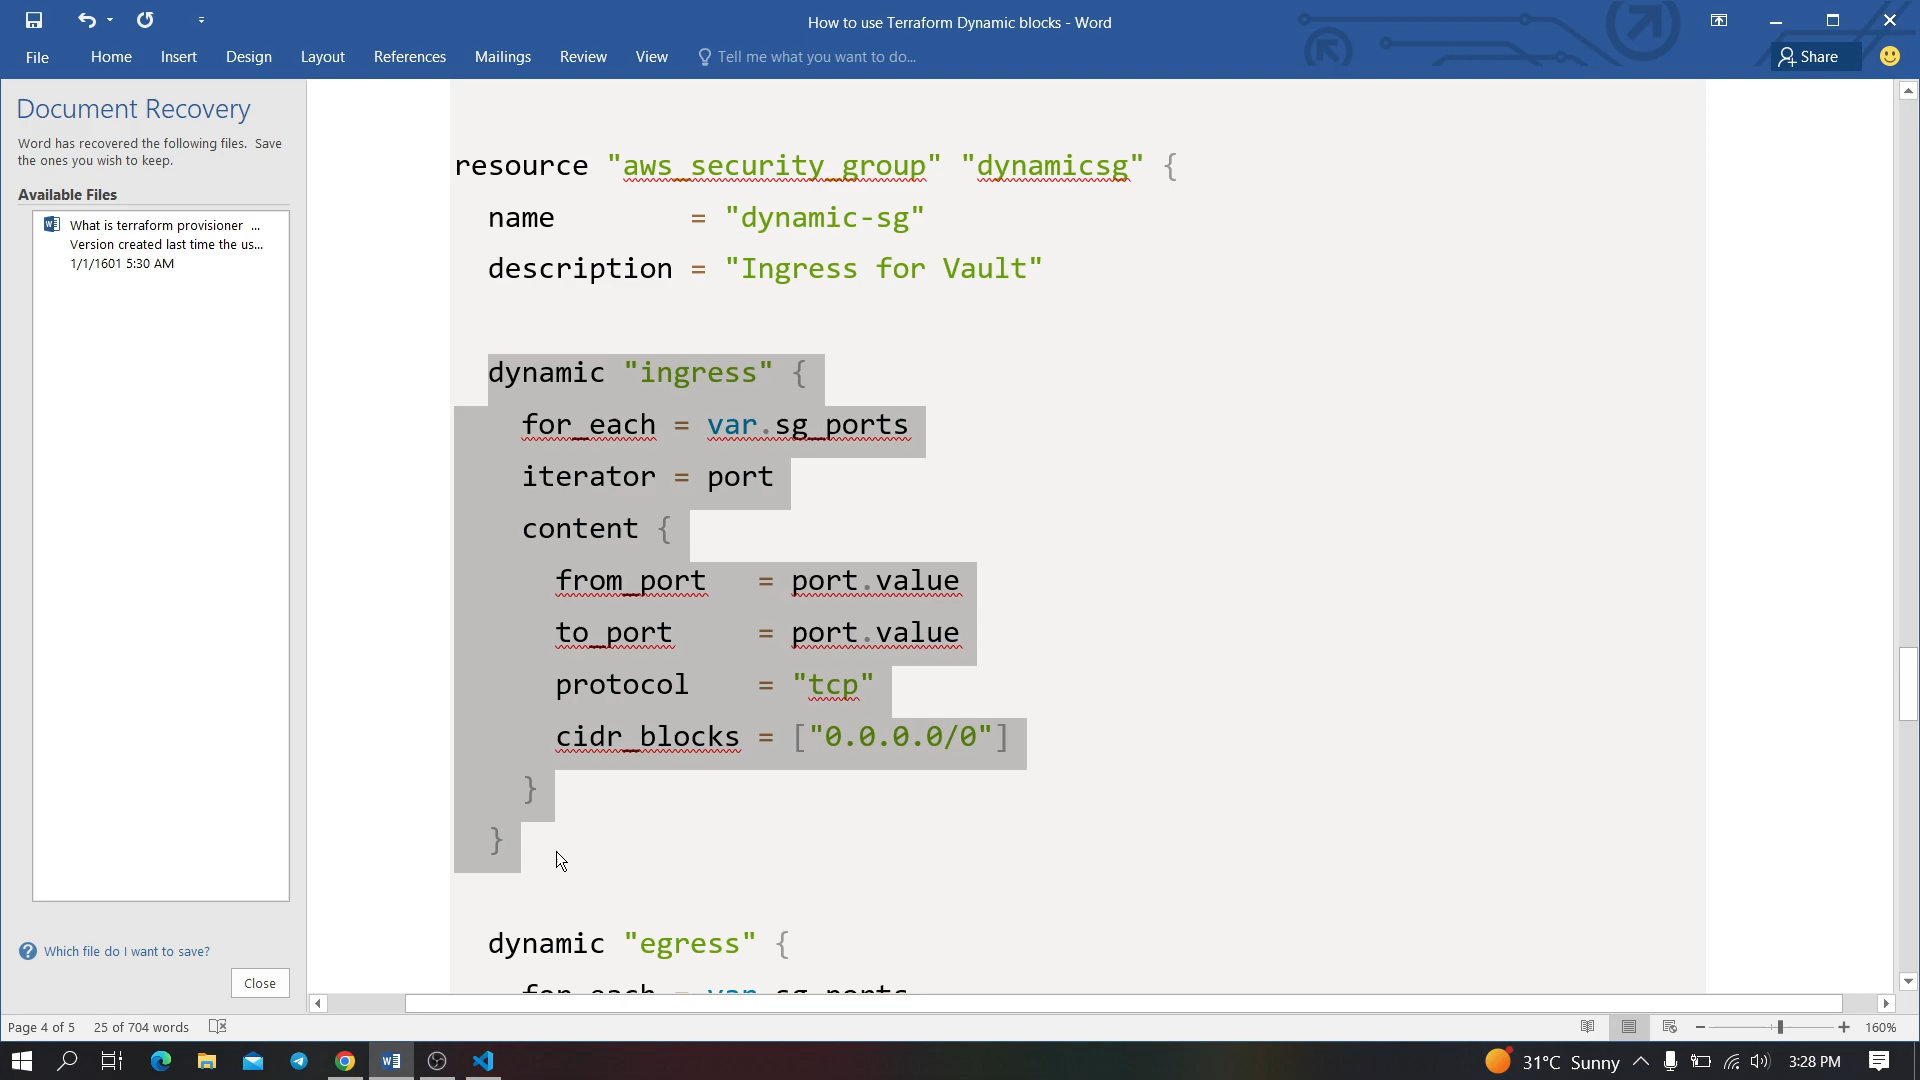 How to use Terraform Dynamic blocks - Word
File Home Insert Design Layout References Mailings Review View Tell me what you want to do... Share
Document Recovery
Word has recovered the following files. Save
the ones you wish to keep.
Available Files
What is terraform provisioner ...
Version created last time the us...
1/1/1601 5:30 AM
Which file do I want to save?
Close
resource "aws_security_group" "dynamicsg" {
name = "dynamic-sg"
description = "Ingress for Vault"
dynamic "ingress" {
for_each = var.sg_ports
iterator = port
content {
from_port = port.value
to_port = port.value
protocol = "tcp"
cidr_blocks = ["0.0.0.0/0"]
}
}
dynamic "egress" {
for_each = var.sg_ports
Page 4 of 5 25 of 704 words 160%
31°C Sunny 3:28 PM